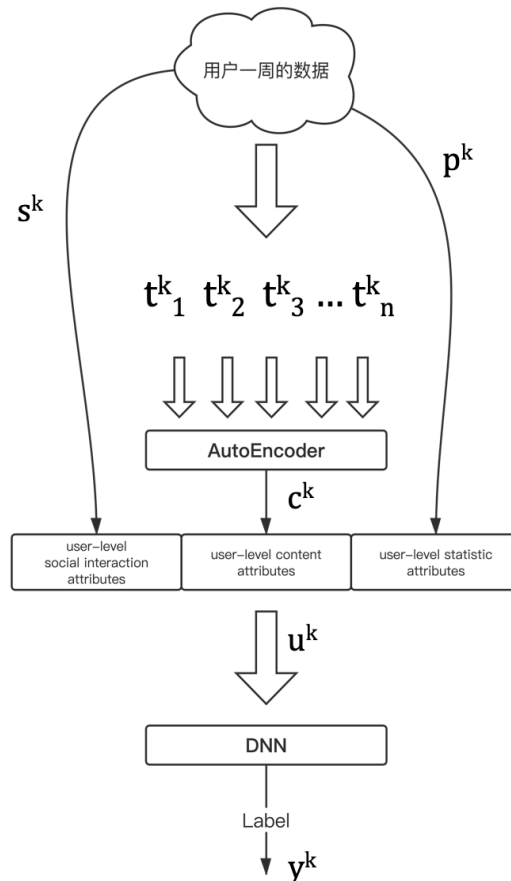 用户一周的数据
s^k
p^k
t^k_1 t^k_2 t^k_3 ... t^k_n
AutoEncoder
c^k
user-level
social interaction
attributes
user-level content
attributes
user-level statistic
attributes
u^k
DNN
Label
y^k